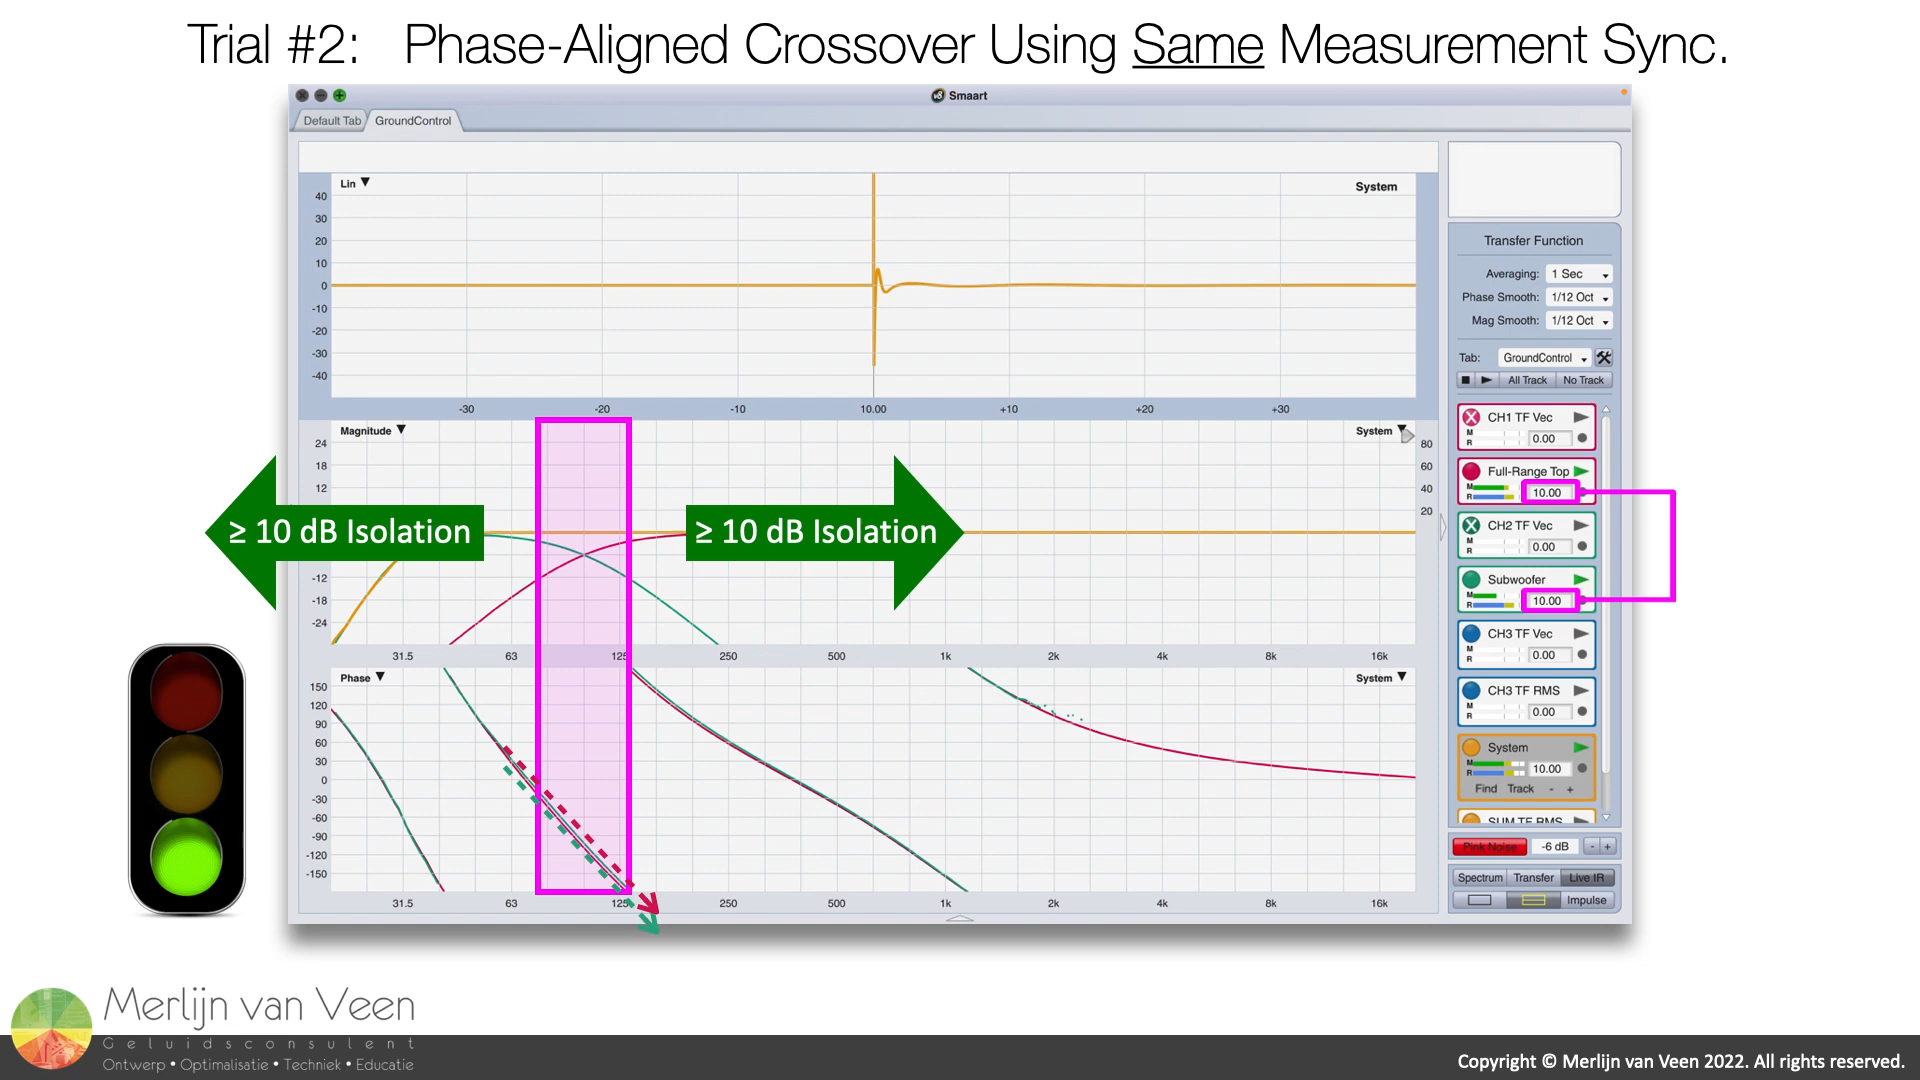 Trial #2: Phase-Aligned Crossover Using Same Measurement Sync.
Smaart
Default Tab
GroundControl
Lin
System
40
30
20
10
0
-10
-20
-30
-40
-30 -20 -10 10.00 +10 +20 +30
Magnitude
System
24
18
12
-12
-18
-24
80
60
40
20
≥ 10 dB Isolation
≥ 10 dB Isolation
31.5 63 125 250 500 1k 2k 4k 8k 16k
Phase
System
150
120
90
60
30
0
-30
-60
-90
-120
-150
31.5 63 125 250 500 1k 2k 4k 8k 16k
Transfer Function
Averaging: 1 Sec
Phase Smooth: 1/12 Oct
Mag Smooth: 1/12 Oct
Tab: GroundControl
All Track No Track
CH1 TF Vec
M
R 0.00
Full-Range Top
M
R 10.00
CH2 TF Vec
M
R 0.00
Subwoofer
M
R 10.00
CH3 TF Vec
M
R 0.00
CH3 TF RMS
M
R 0.00
System
M
R 10.00
Find Track - +
SUM TF RMS
Pink Noise -6 dB - +
Spectrum Transfer Live IR
Impulse
Merlijn van Veen
Geluidsconsulent
Ontwerp • Optimalisatie • Techniek • Educatie
Copyright © Merlijn van Veen 2022. All rights reserved.